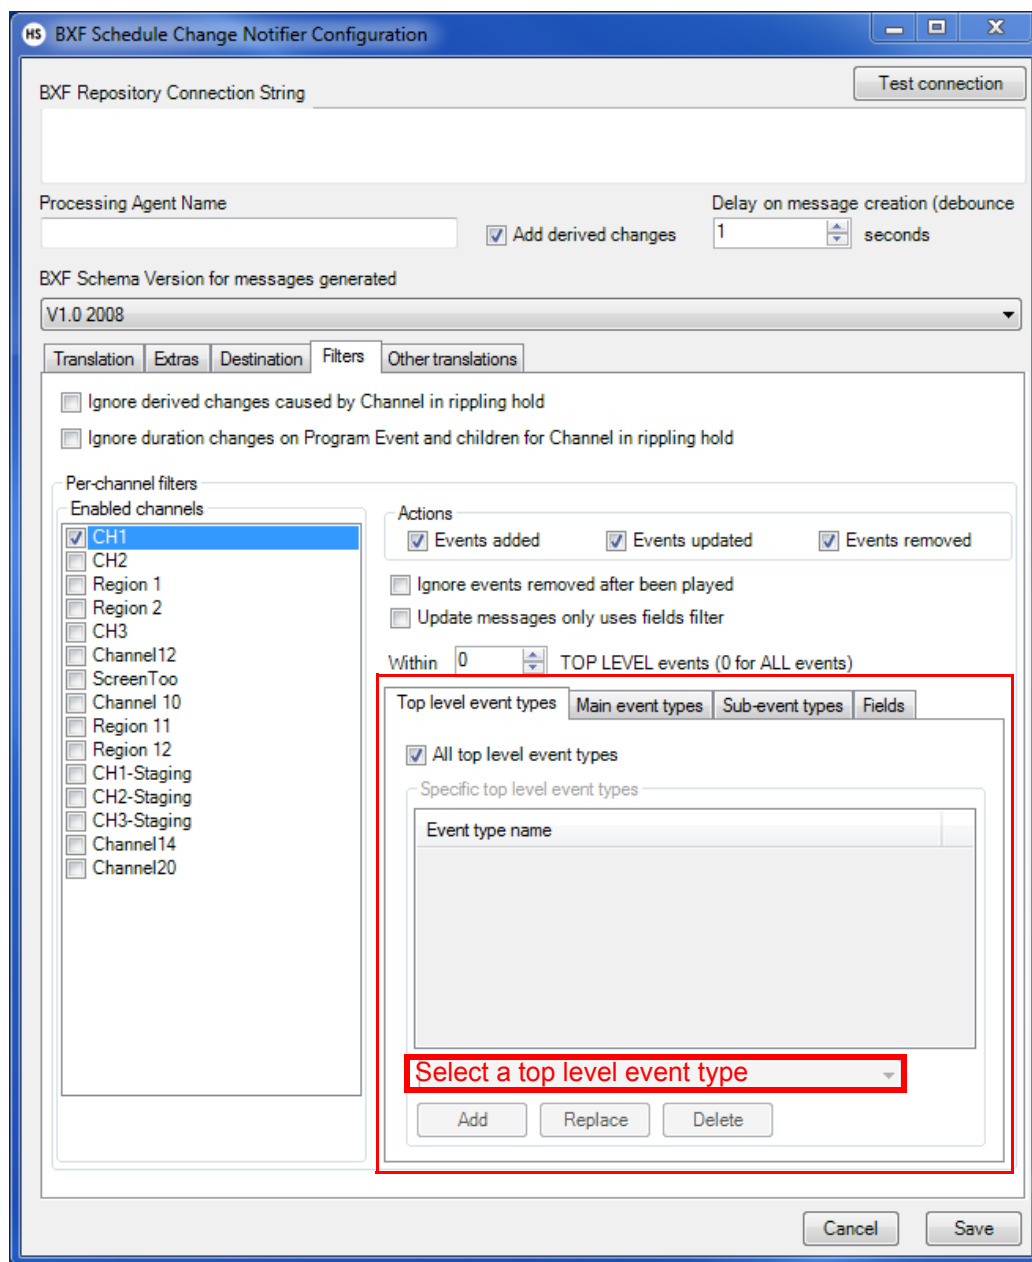 HS BXF Schedule Change Notifier Configuration
Test connection
BXF Repository Connection String
Processing Agent Name
Delay on message creation (debounce
Add derived changes
1
seconds
BXF Schema Version for messages generated
V1.0 2008
Translation Extras Destination Filters Other translations
Ignore derived changes caused by Channel in rippling hold
Ignore duration changes on Program Event and children for Channel in rippling hold
Per-channel filters
Enabled channels
CH1
CH2
Region 1
Region 2
CH3
Channel12
ScreenToo
Channel 10
Region 11
Region 12
CH1-Staging
CH2-Staging
CH3-Staging
Channel14
Channel20
Actions
Events added Events updated Events removed
Ignore events removed after been played
Update messages only uses fields filter
Within 0 TOP LEVEL events (0 for ALL events)
Top level event types Main event types Sub-event types Fields
All top level event types
Specific top level event types
Event type name
Select a top level event type
Add Replace Delete
Cancel Save